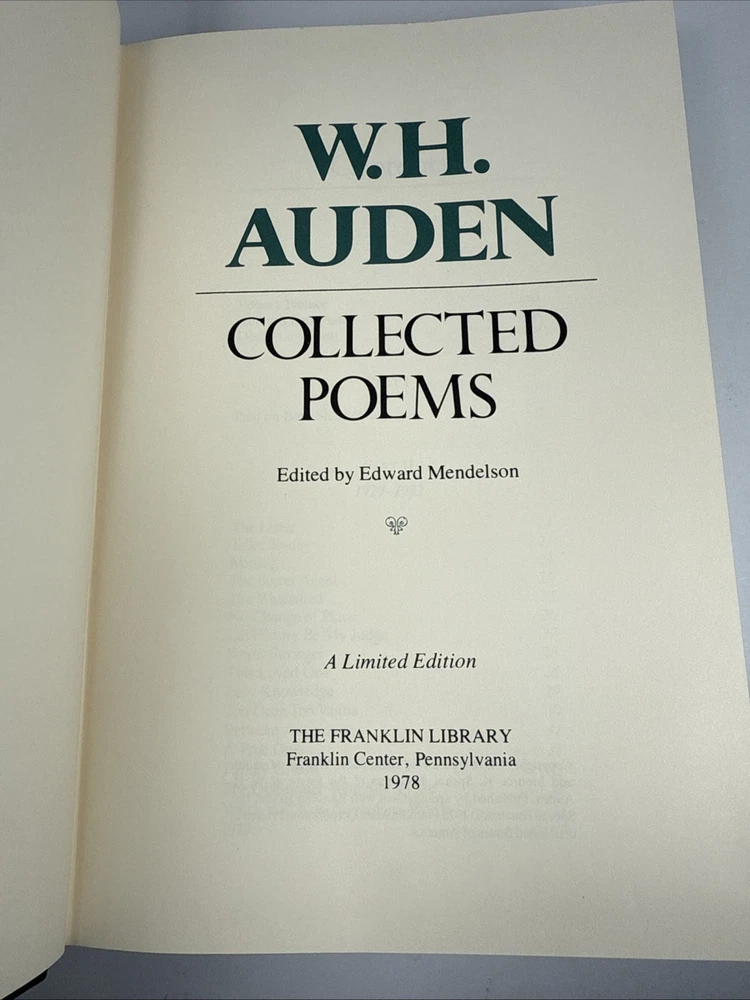 W.H.
AUDEN
COLLECTED
POEMS
Edited by Edward Mendelson
A Limited Edition
THE FRANKLIN LIBRARY
Franklin Center, Pennsylvania
1978